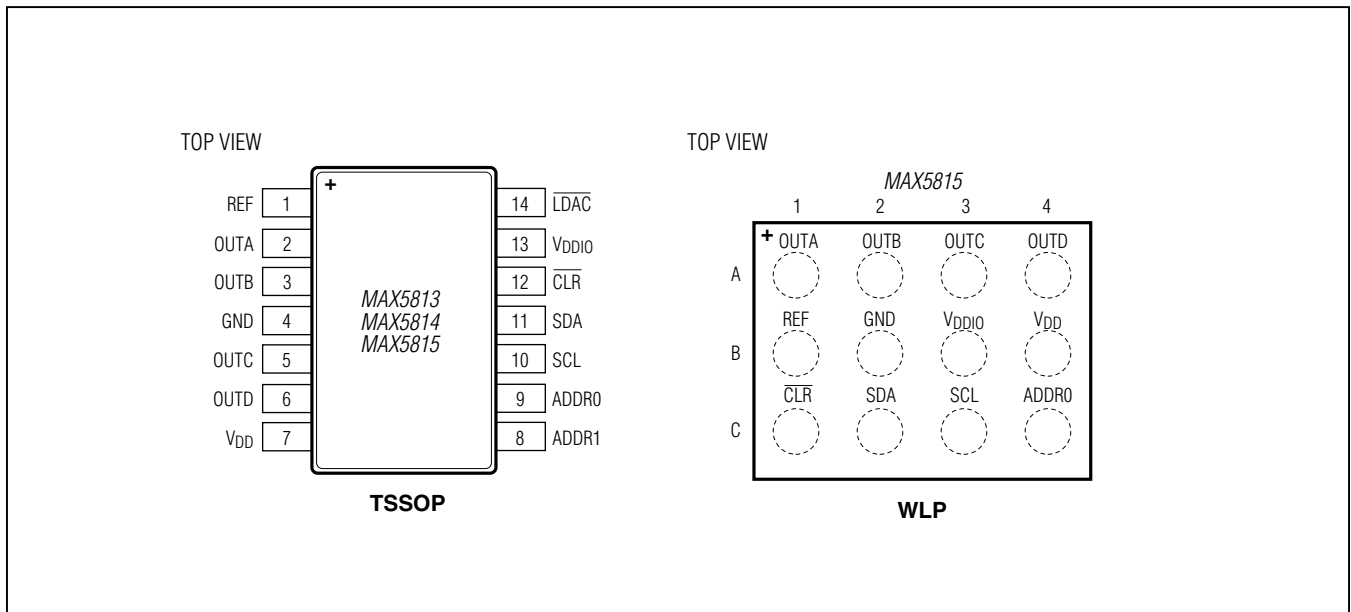 TOP VIEW
+
REF 1
OUTA 2
OUTB 3
GND 4
OUTC 5
OUTD 6
VDD 7
MAX5813
MAX5814
MAX5815
14 LDAC
13 VDDIO
12 CLR
11 SDA
10 SCL
9 ADDR0
8 ADDR1
TSSOP
TOP VIEW
MAX5815
1 2 3 4
+ OUTA OUTB OUTC OUTD
A
REF GND VDDIO VDD
B
CLR SDA SCL ADDR0
C
WLP